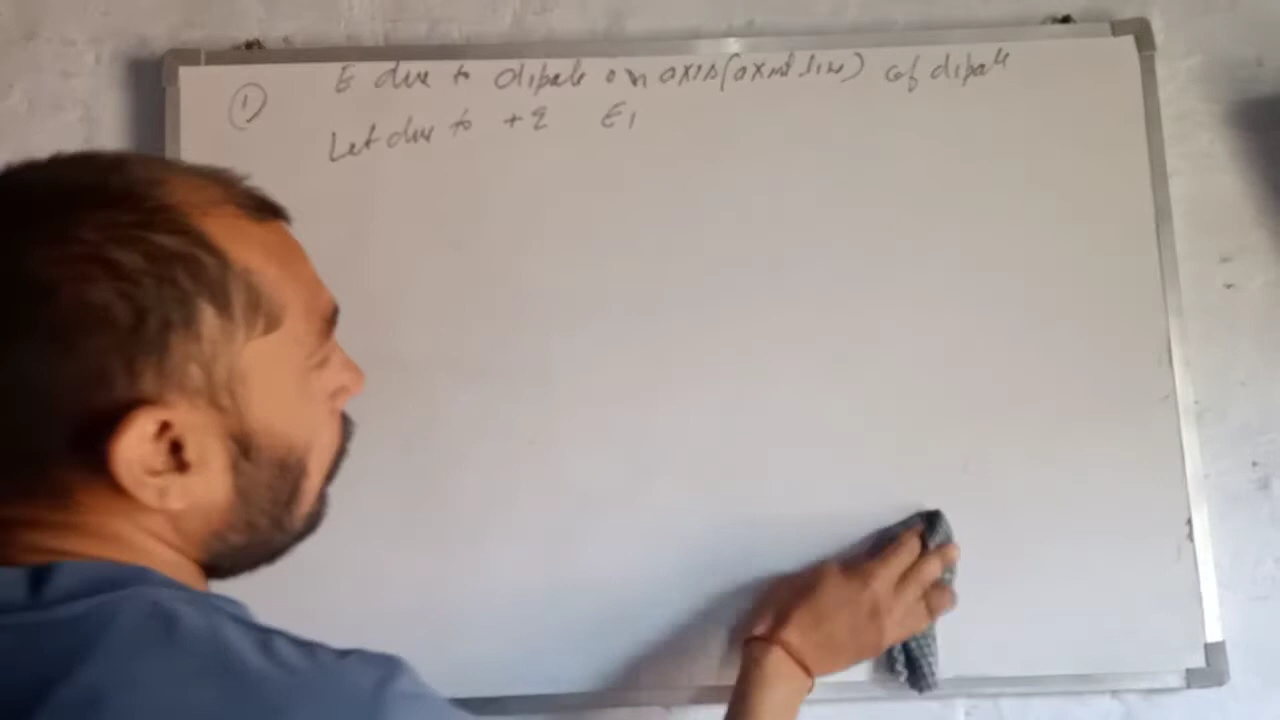 ① E due to dipole on axis (axial line) of dipole
Let due to +q E₁